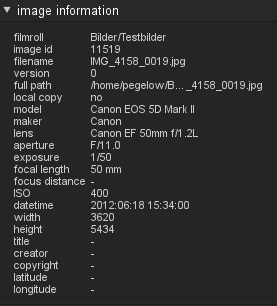 image information
filmroll Bilder/Testbilder
image id 11519
filename IMG_4158_0019.jpg
version 0
full path /home/pegelow/B... _4158_0019.jpg
local copy no
model Canon EOS 5D Mark II
maker Canon
lens Canon EF 50mm f/1.2L
aperture F/11.0
exposure 1/50
focal length 50 mm
focus distance -
ISO 400
datetime 2012:06:18 15:34:00
width 3620
height 5434
title -
creator -
copyright -
latitude -
longitude -